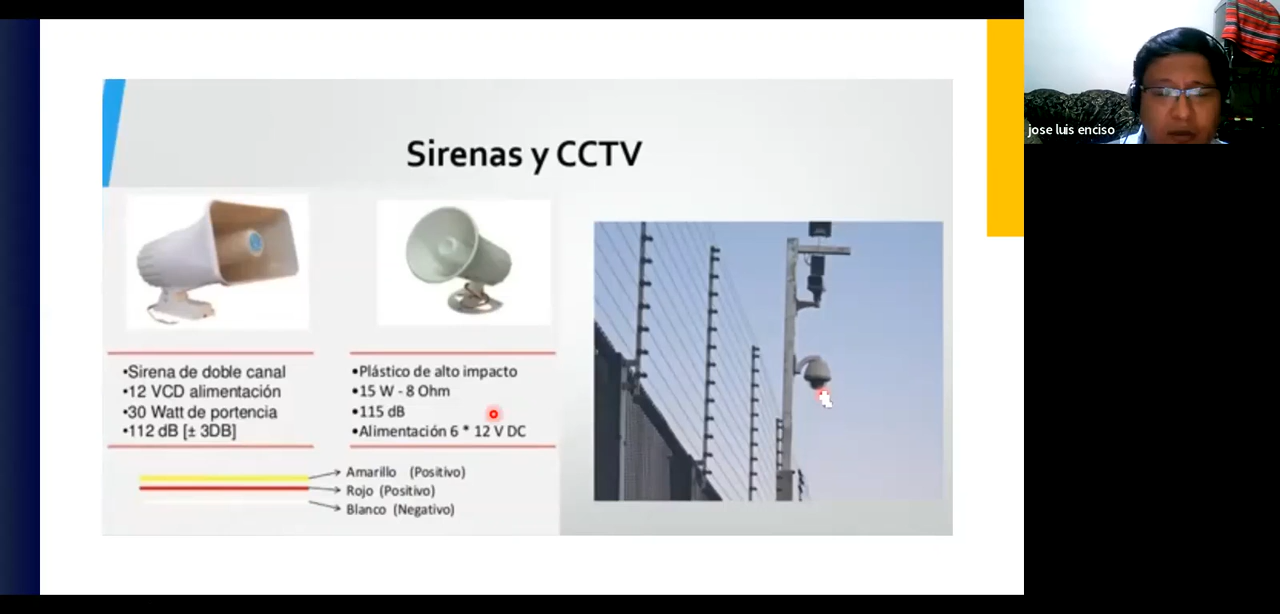 Sirenas y CCTV
•Sirena de doble canal
•12 VCD alimentación
•30 Watt de portencia
•112 dB [± 3DB]
•Plástico de alto impacto
•15 W - 8 Ohm
•115 dB
•Alimentación 6 * 12 V DC
Amarillo (Positivo)
Rojo (Positivo)
Blanco (Negativo)
jose luis enciso